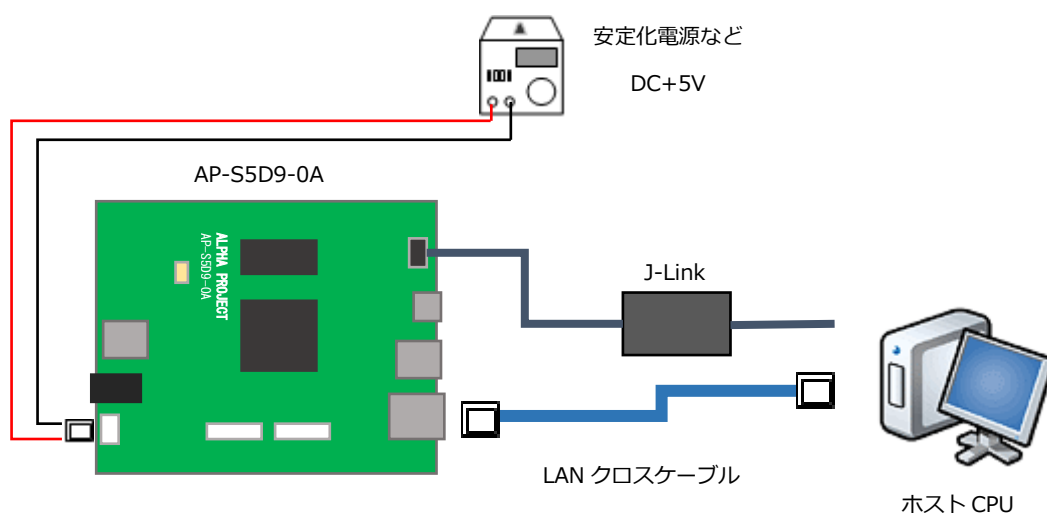 安定化電源など
DC+5V
AP-S5D9-0A
ALPHA PROJECT
AP-S5D9-0A
J-Link
LAN クロスケーブル
ホスト CPU